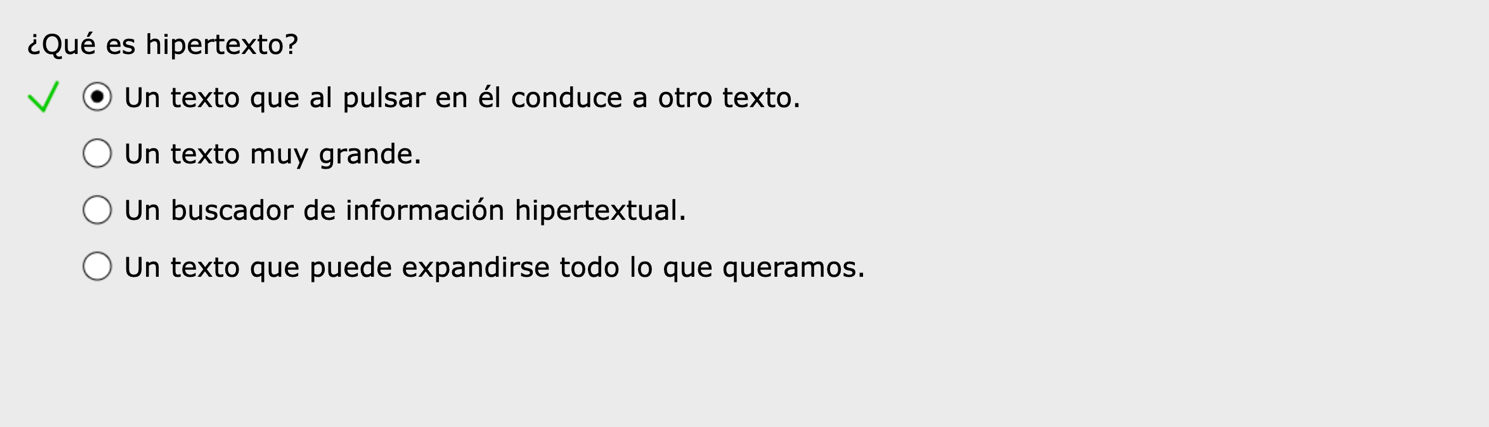 ¿Qué es hipertexto?
Un texto que al pulsar en él conduce a otro texto.
Un texto muy grande.
Un buscador de información hipertextual.
Un texto que puede expandirse todo lo que queramos.